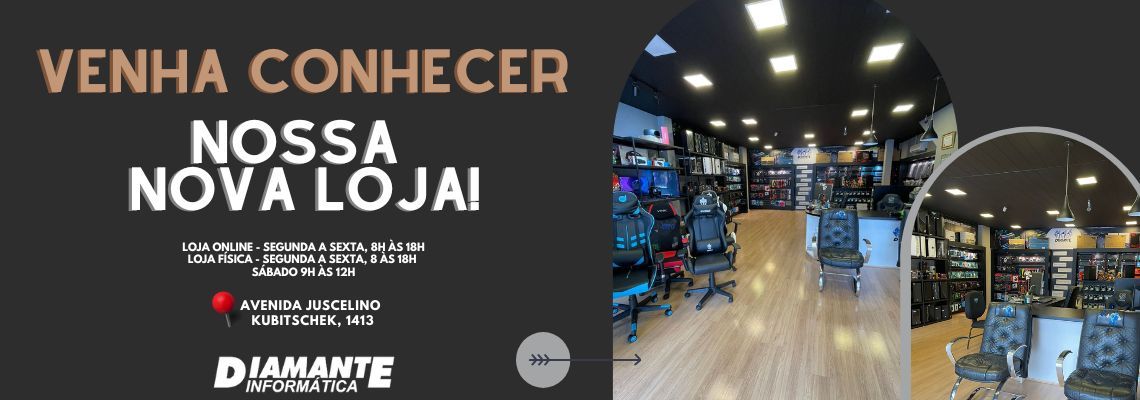 VENHA CONHECER
NOSSA
NOVA LOJA!
LOJA ONLINE - SEGUNDA A SEXTA, 8H ÀS 18H
LOJA FÍSICA - SEGUNDA A SEXTA, 8 ÀS 18H
SÁBADO 9H ÀS 12H
AVENIDA JUSCELINO
KUBITSCHEK, 1413
DIAMANTE
INFORMÁTICA